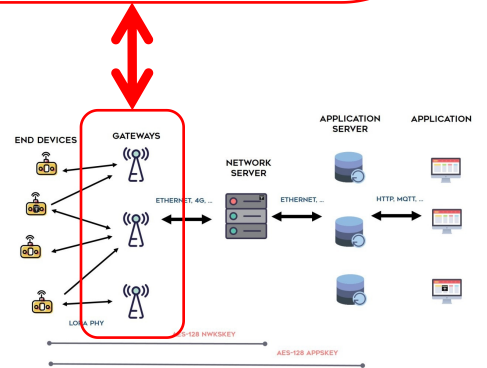 APPLICATION
SERVER
APPLICATION
END DEVICES
GATEWAYS
NETWORK
SERVER
ETHERNET, 4G, ...
ETHERNET, ...
HTTP, MQTT, ...
LORA PHY
AES-128 NWKSKEY
AES-128 APPSKEY